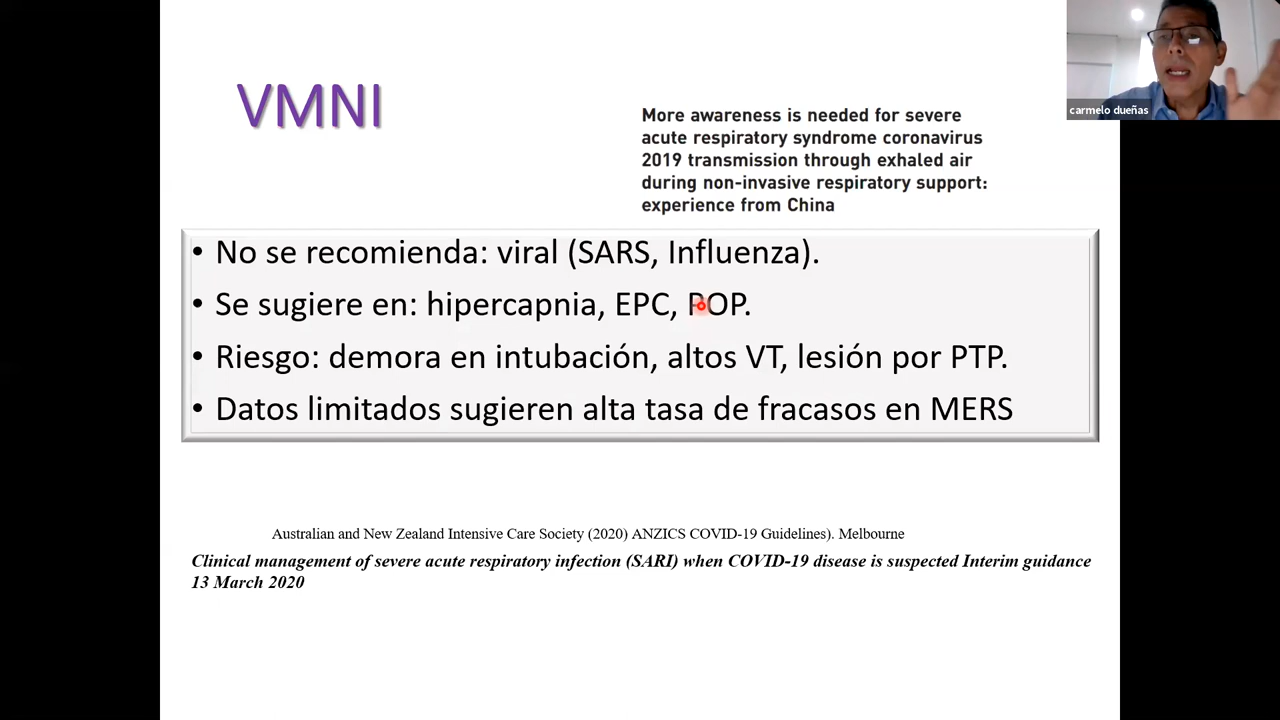 VMNI
carmelo dueñas
More awareness is needed for severe
acute respiratory syndrome coronavirus
2019 transmission through exhaled air
during non-invasive respiratory support:
experience from China
• No se recomienda: viral (SARS, Influenza).
• Se sugiere en: hipercapnia, EPC, POP.
• Riesgo: demora en intubación, altos VT, lesión por PTP.
• Datos limitados sugieren alta tasa de fracasos en MERS
Australian and New Zealand Intensive Care Society (2020) ANZICS COVID-19 Guidelines). Melbourne
Clinical management of severe acute respiratory infection (SARI) when COVID-19 disease is suspected Interim guidance
13 March 2020